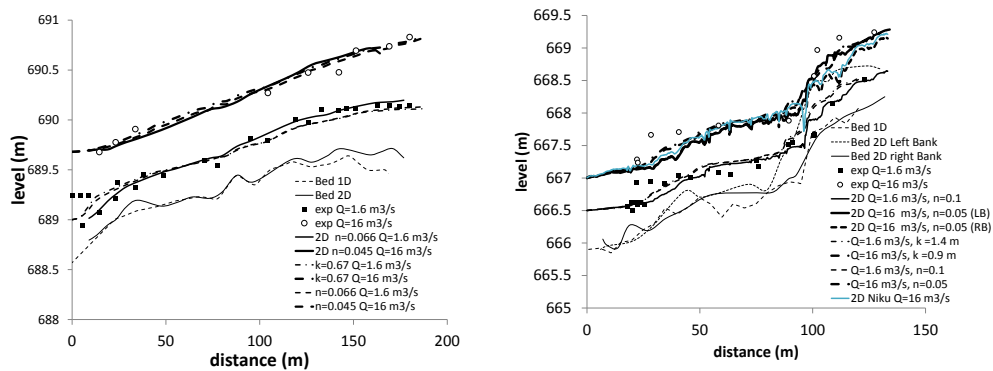 691
690.5
690
689.5
689
688.5
688
0
50
100
150
200
level (m)
distance (m)
Bed 1D
Bed 2D
exp Q=1.6 m3/s
exp Q=16 m3/s
2D n=0.066 Q=1.6 m3/s
2D n=0.045 Q=16 m3/s
k=0.67 Q=1.6 m3/s
k=0.67 Q=16 m3/s
n=0.066 Q=1.6 m3/s
n=0.045 Q=16 m3/s
669.5
669
668.5
668
667.5
667
666.5
666
665.5
665
0
50
100
150
level (m)
distance (m)
Bed 1D
Bed 2D Left Bank
Bed 2D right Bank
exp Q=1.6 m3/s
exp Q=16 m3/s
2D Q=1.6 m3/s, n=0.1
2D Q=16 m3/s, n=0.05 (LB)
2D Q=16 m3/s, n=0.05 (RB)
Q=1.6 m3/s, k =1.4 m
Q=16 m3/s, k =0.9 m
Q=1.6 m3/s, n=0.1
Q=16 m3/s, n=0.05
2D Niku Q=16 m3/s